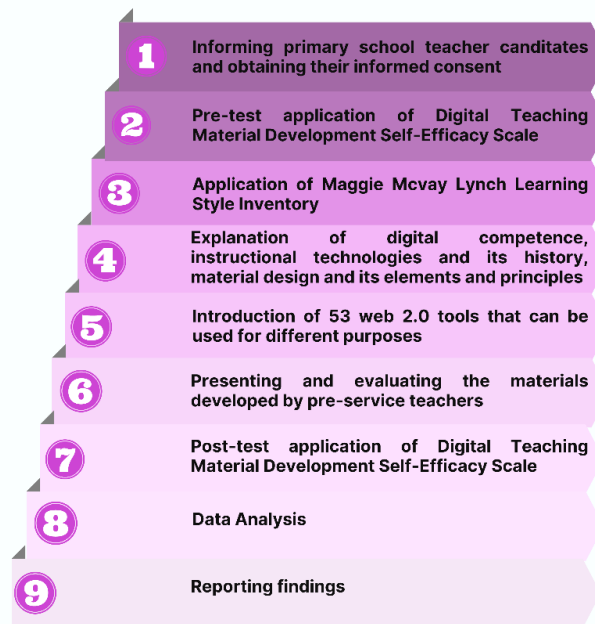 1
Informing primary school teacher canditates
and obtaining their informed consent
2
Pre-test application of Digital Teaching
Material Development Self-Efficacy Scale
3
Application of Maggie Mcvay Lynch Learning
Style Inventory
4
Explanation of digital competence,
instructional technologies and its history,
material design and its elements and principles
5
Introduction of 53 web 2.0 tools that can be
used for different purposes
6
Presenting and evaluating the materials
developed by pre-service teachers
7
Post-test application of Digital Teaching
Material Development Self-Efficacy Scale
8
Data Analysis
9
Reporting findings